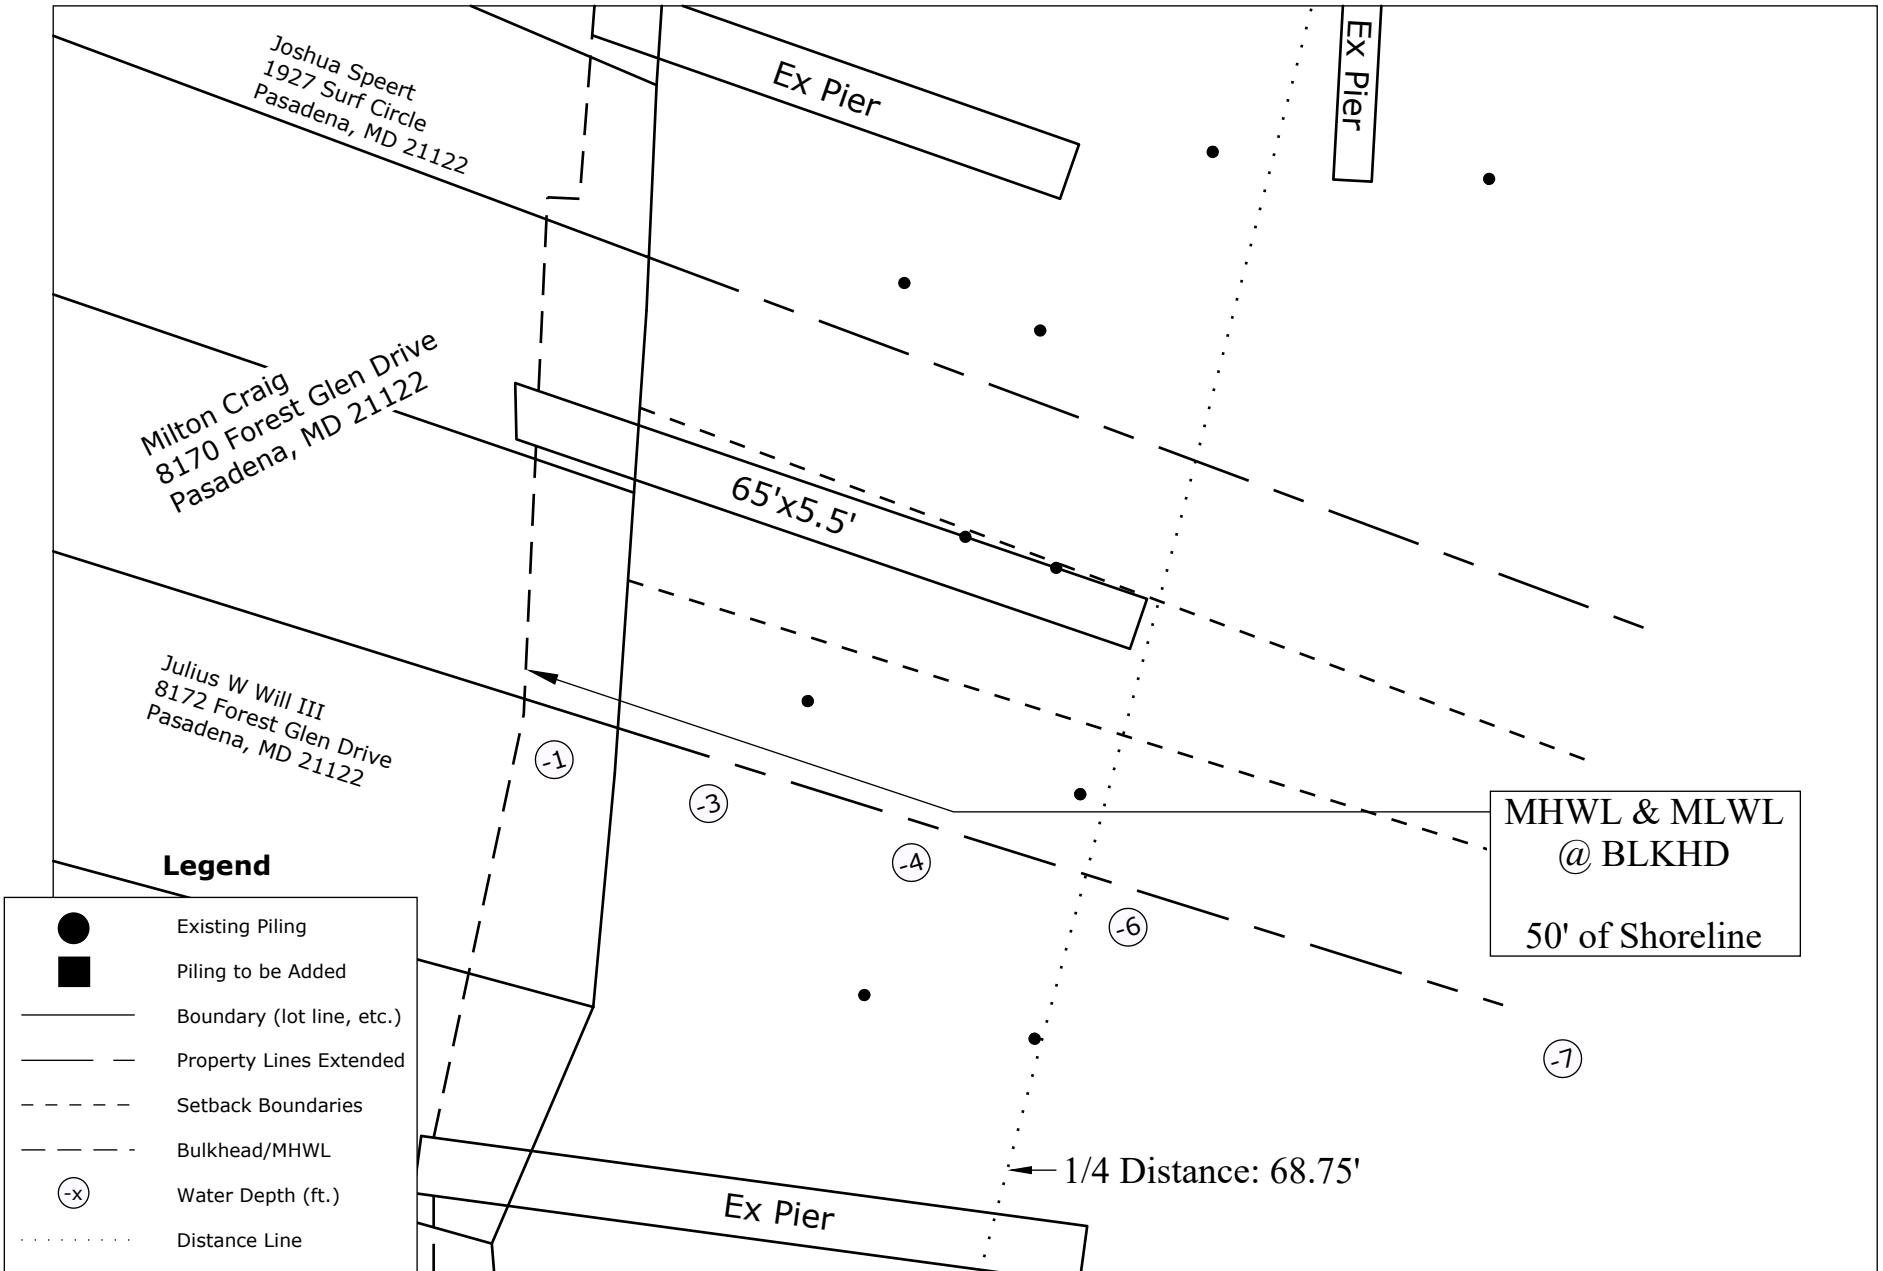 Joshua Speert
1927 Surf Circle
Pasadena, MD 21122
Ex Pier
Ex Pier
Milton Craig
8170 Forest Glen Drive
Pasadena, MD 21122
65'x5.5'
Julius W Will III
8172 Forest Glen Drive
Pasadena, MD 21122
-1
-3
-4
-6
-7
MHWL & MLWL
@ BLKHD
50' of Shoreline
1/4 Distance: 68.75'
Ex Pier
Legend
Existing Piling
Piling to be Added
Boundary (lot line, etc.)
Property Lines Extended
Setback Boundaries
Bulkhead/MHWL
-x Water Depth (ft.)
Distance Line